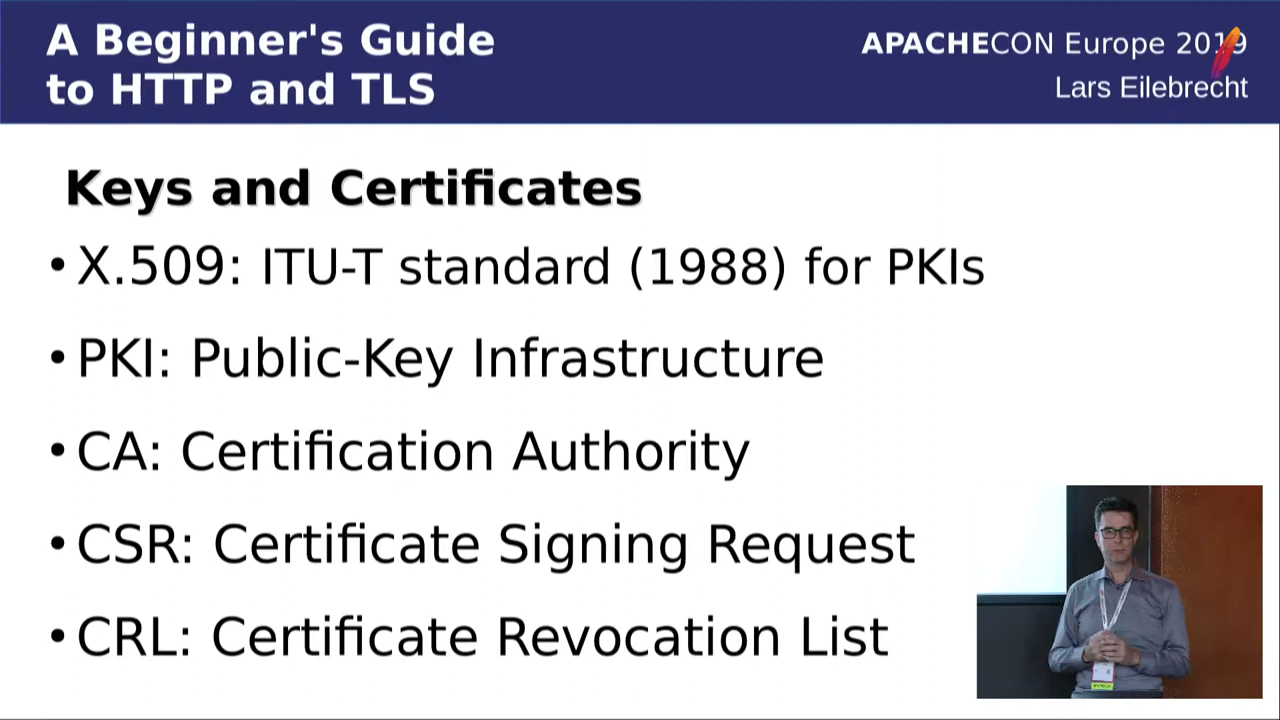 A Beginner's Guide
to HTTP and TLS
APACHECON Europe 2019
Lars Eilebrecht
Keys and Certificates
• X.509: ITU-T standard (1988) for PKIs
• PKI: Public-Key Infrastructure
• CA: Certification Authority
• CSR: Certificate Signing Request
• CRL: Certificate Revocation List